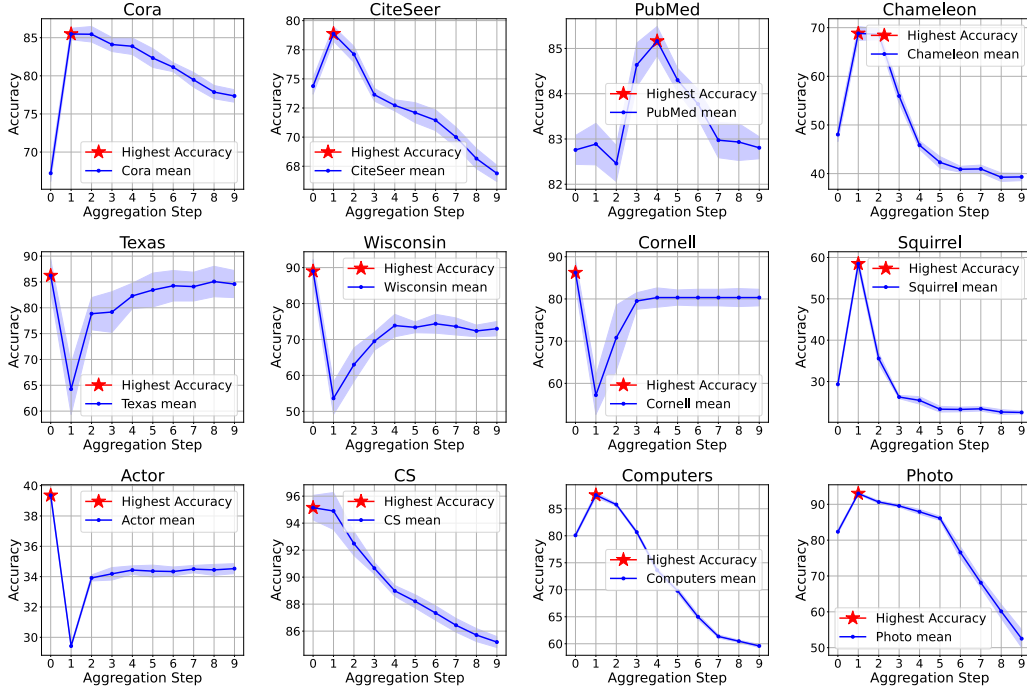 Cora
Accuracy
85
80
75
70
Highest Accuracy
Cora mean
0 1 2 3 4 5 6 7 8 9
Aggregation Step
CiteSeer
Accuracy
80
78
75
72
70
68
Highest Accuracy
CiteSeer mean
0 1 2 3 4 5 6 7 8 9
Aggregation Step
PubMed
Accuracy
85
84
83
82
Highest Accuracy
PubMed mean
0 1 2 3 4 5 6 7 8 9
Aggregation Step
Chameleon
Accuracy
70
60
50
40
Highest Accuracy
Chameleon mean
0 1 2 3 4 5 6 7 8 9
Aggregation Step
Texas
Accuracy
90
85
80
75
70
65
60
Highest Accuracy
Texas mean
0 1 2 3 4 5 6 7 8 9
Aggregation Step
Wisconsin
Accuracy
90
80
70
60
50
Highest Accuracy
Wisconsin mean
0 1 2 3 4 5 6 7 8 9
Aggregation Step
Cornell
Accuracy
90
80
70
60
Highest Accuracy
Cornell mean
0 1 2 3 4 5 6 7 8 9
Aggregation Step
Squirrel
Accuracy
60
50
40
30
Highest Accuracy
Squirrel mean
0 1 2 3 4 5 6 7 8 9
Aggregation Step
Actor
Accuracy
40
38
36
34
32
30
Highest Accuracy
Actor mean
0 1 2 3 4 5 6 7 8 9
Aggregation Step
CS
Accuracy
96
94
92
90
88
86
Highest Accuracy
CS mean
0 1 2 3 4 5 6 7 8 9
Aggregation Step
Computers
Accuracy
85
80
75
70
65
60
Highest Accuracy
Computers mean
0 1 2 3 4 5 6 7 8 9
Aggregation Step
Photo
Accuracy
90
80
70
60
50
Highest Accuracy
Photo mean
0 1 2 3 4 5 6 7 8 9
Aggregation Step